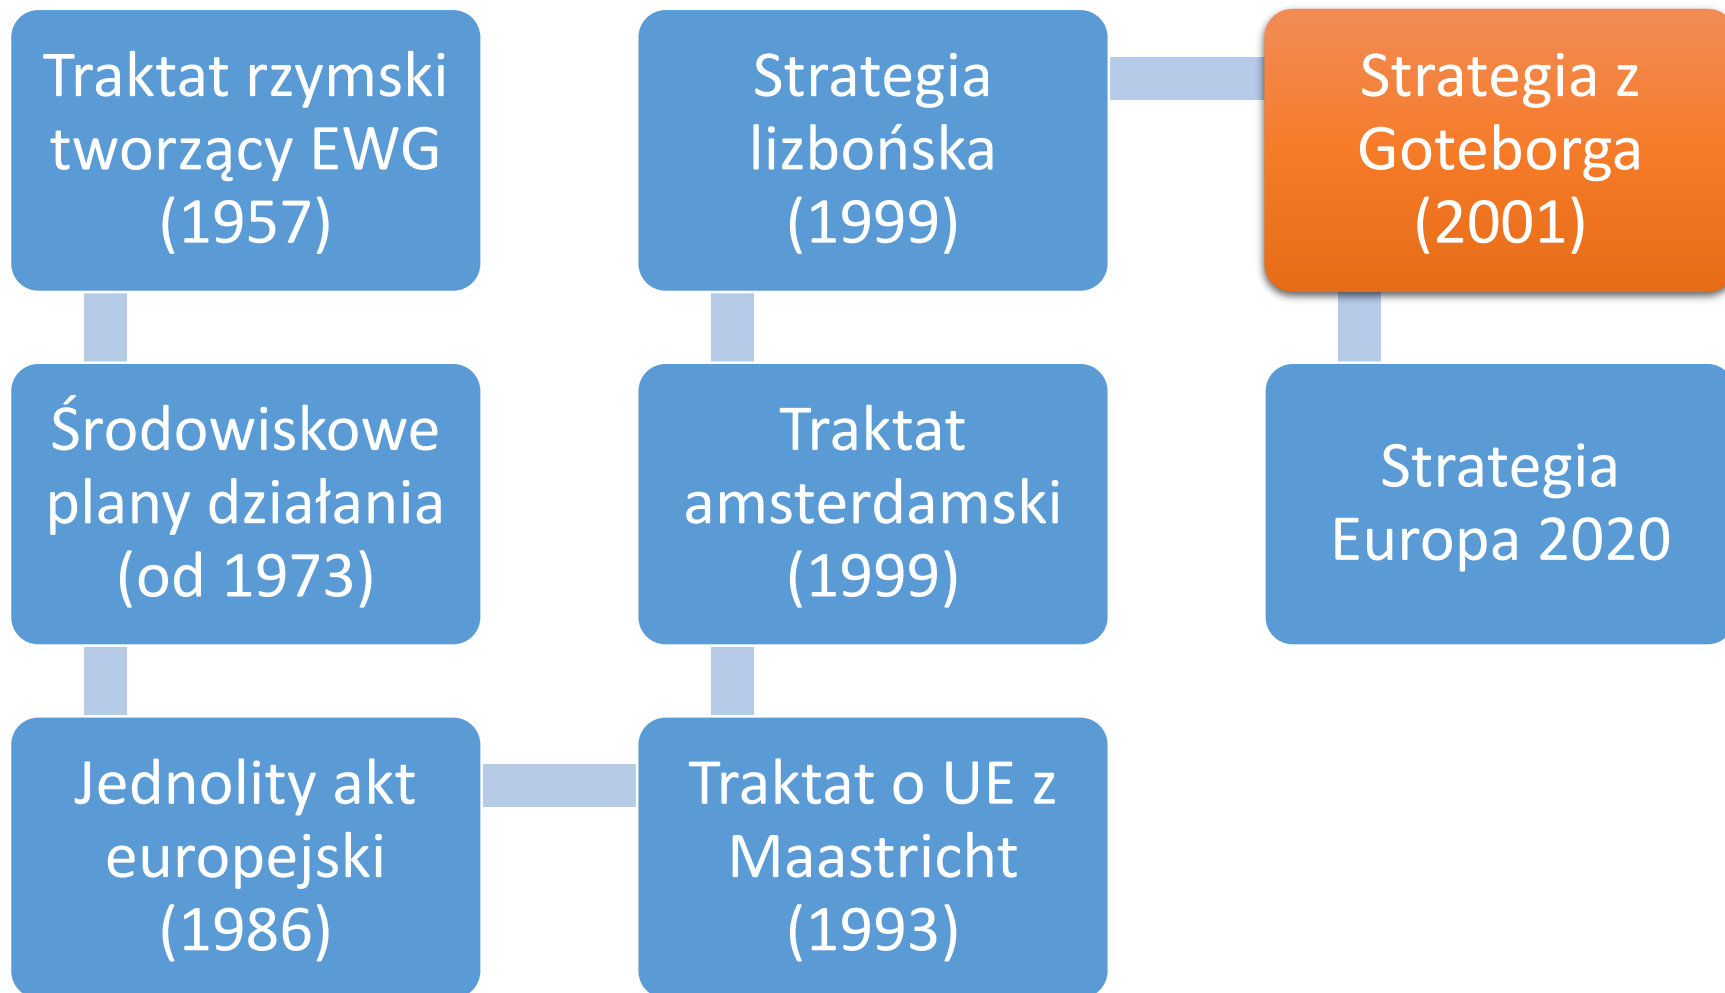 Traktat rzymski
tworzący EWG
(1957)
Środowiskowe
plany działania
(od 1973)
Jednolity akt
europejski
(1986)
Traktat o UE z
Maastricht
(1993)
Traktat
amsterdamski
(1999)
Strategia
lizbońska
(1999)
Strategia z
Goteborga
(2001)
Strategia
Europa 2020